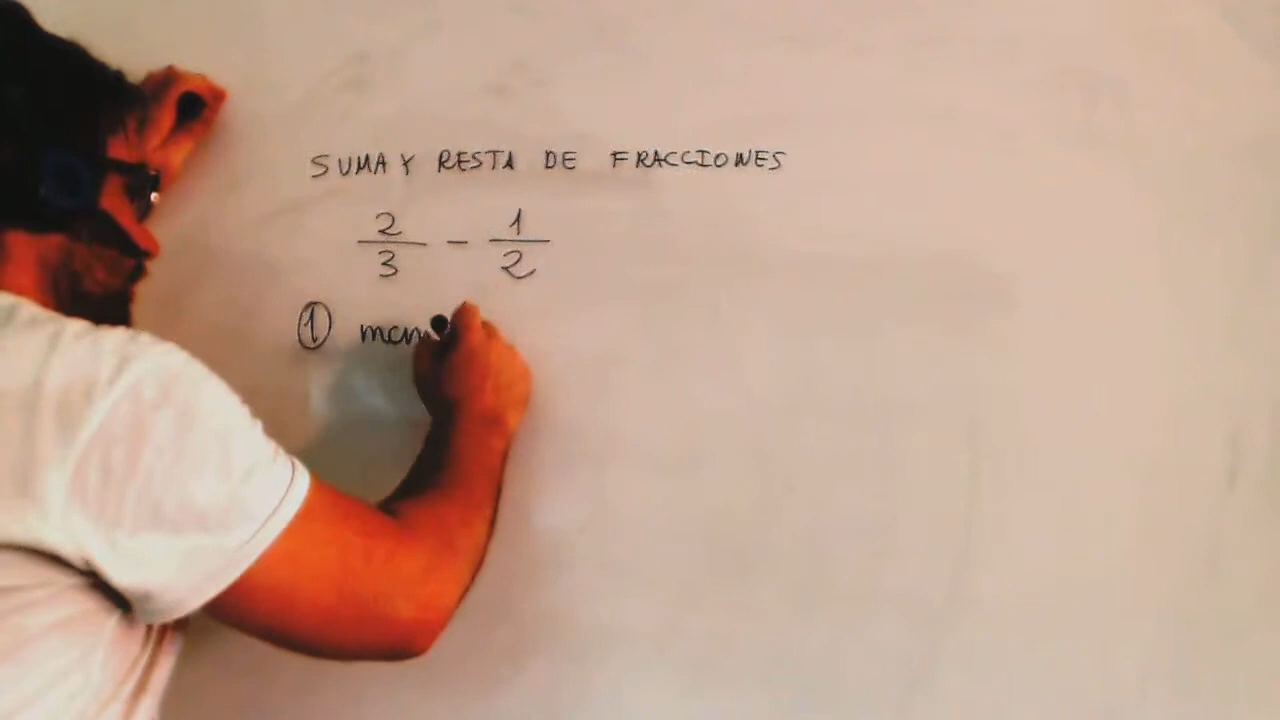 SUMA Y RESTA DE FRACCIONES
2/3 - 1/2
① mcm